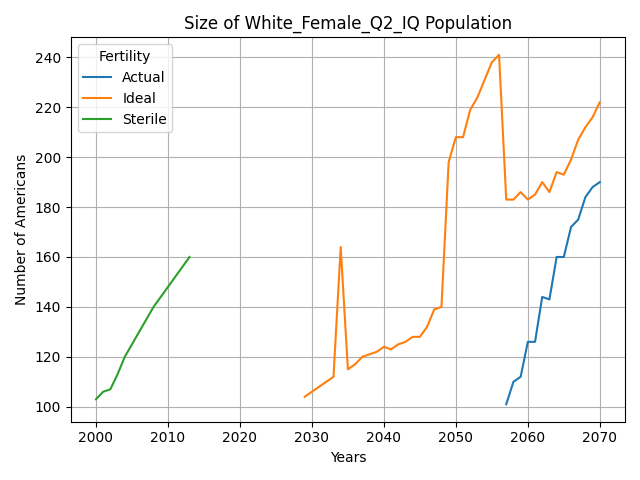 Size of White_Female_Q2_IQ Population
Fertility
Actual
Ideal
Sterile
Number of Americans
240
220
200
180
160
140
120
100
2000 2010 2020 2030 2040 2050 2060 2070
Years